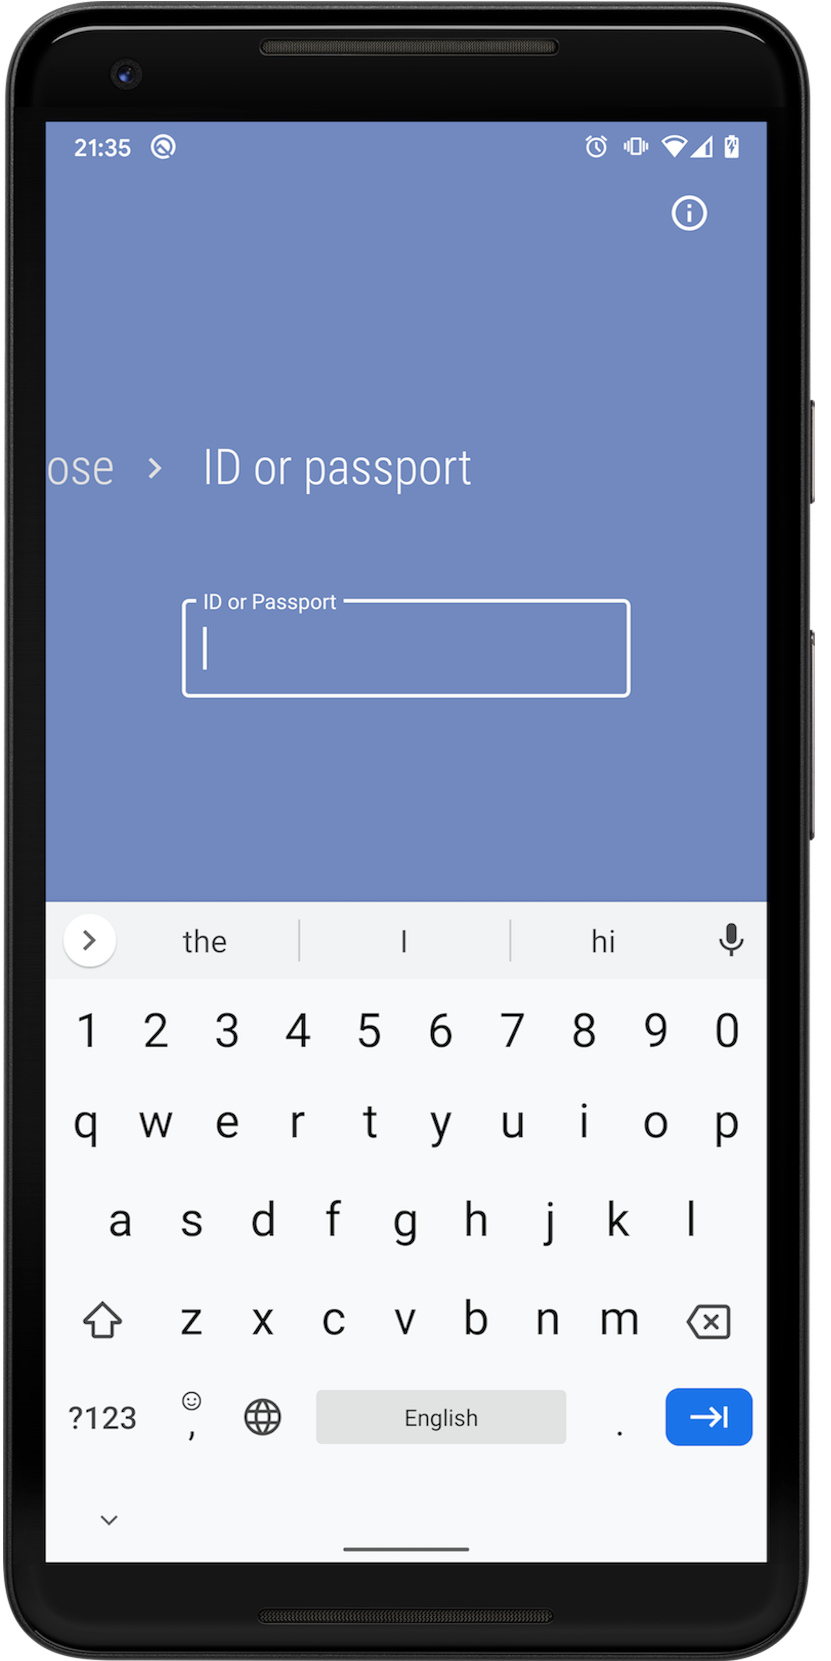 21:35
ose > ID or passport
ID or Passport
the I hi
1 2 3 4 5 6 7 8 9 0
q w e r t y u i o p
a s d f g h j k l
z x c v b n m
?123 , English .